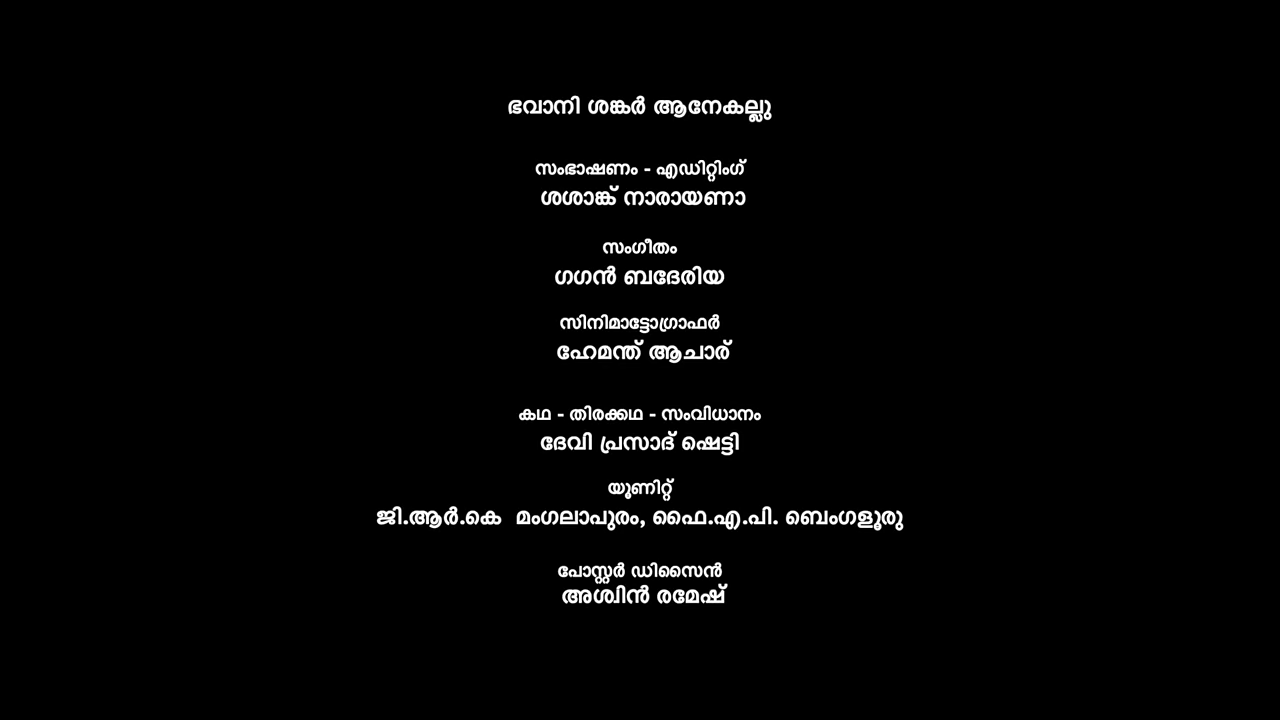 ഭവാനി ശങ്കർ ആനേകല്ലു
സംഭാഷണം - എഡിറ്റിംഗ്
ശശാങ്ക് നാരായണാ
സംഗീതം
ഗഗൻ ബദേരിയ
സിനിമാട്ടോഗ്രാഫർ
ഹേമന്ത് ആചാര്
കഥ - തിരക്കഥ - സംവിധാനം
ദേവി പ്രസാദ് ഷെട്ടി
യൂണിറ്റ്
ജി.ആർ.കെ മംഗലാപുരം, ഫൈ.എ.പി. ബെംഗളൂരു
പോസ്റ്റർ ഡിസൈൻ
അശ്വിൻ രമേഷ്